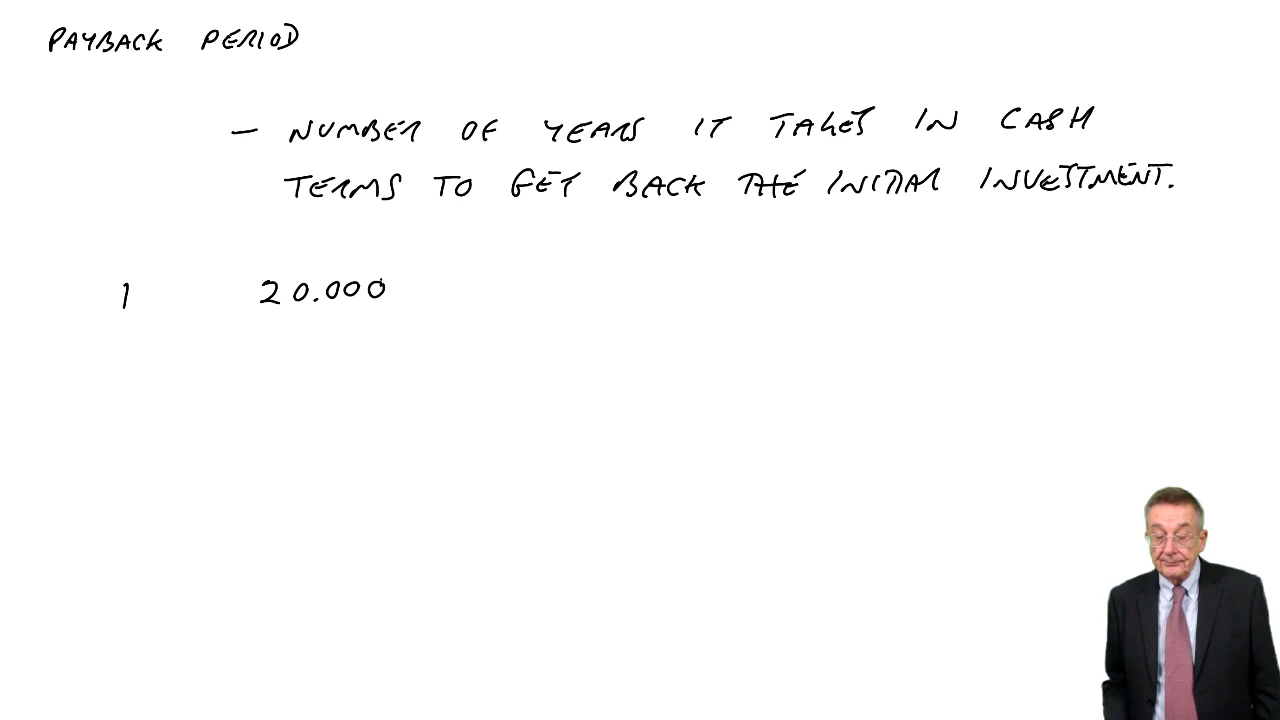 PAYBACK PERIOD
- NUMBER OF YEARS IT TAKES IN CASH
TERMS TO GET BACK THE INITIAL INVESTMENT.
1 20.000